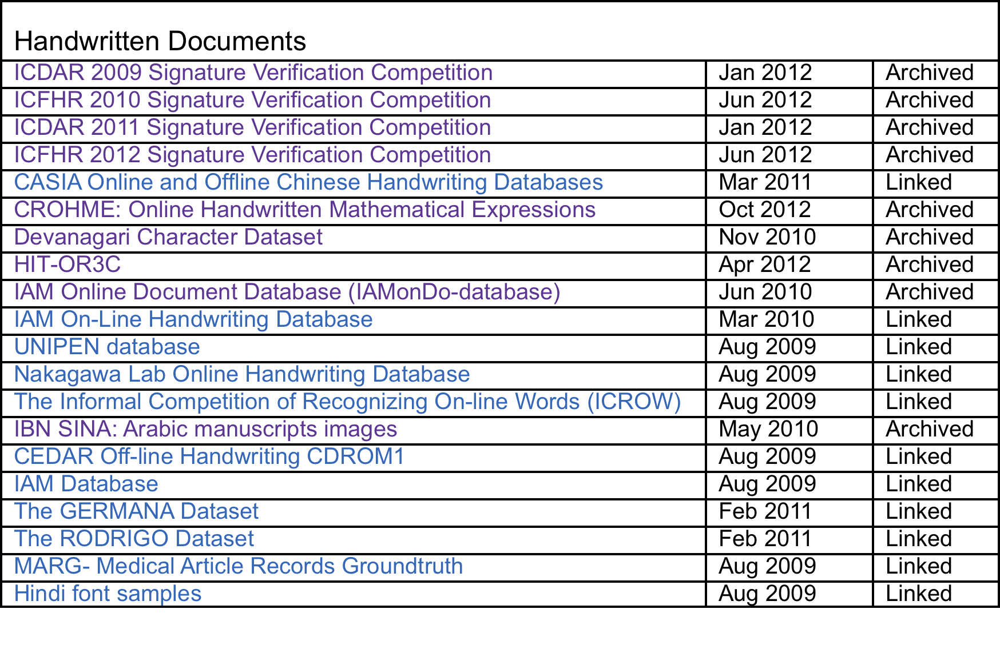 Handwritten Documents
ICDAR 2009 Signature Verification Competition Jan 2012 Archived
ICFHR 2010 Signature Verification Competition Jun 2012 Archived
ICDAR 2011 Signature Verification Competition Jan 2012 Archived
ICFHR 2012 Signature Verification Competition Jun 2012 Archived
CASIA Online and Offline Chinese Handwriting Databases Mar 2011 Linked
CROHME: Online Handwritten Mathematical Expressions Oct 2012 Archived
Devanagari Character Dataset Nov 2010 Archived
HIT-OR3C Apr 2012 Archived
IAM Online Document Database (IAMonDo-database) Jun 2010 Archived
IAM On-Line Handwriting Database Mar 2010 Linked
UNIPEN database Aug 2009 Linked
Nakagawa Lab Online Handwriting Database Aug 2009 Linked
The Informal Competition of Recognizing On-line Words (ICROW) Aug 2009 Linked
IBN SINA: Arabic manuscripts images May 2010 Archived
CEDAR Off-line Handwriting CDROM1 Aug 2009 Linked
IAM Database Aug 2009 Linked
The GERMANA Dataset Feb 2011 Linked
The RODRIGO Dataset Feb 2011 Linked
MARG- Medical Article Records Groundtruth Aug 2009 Linked
Hindi font samples Aug 2009 Linked